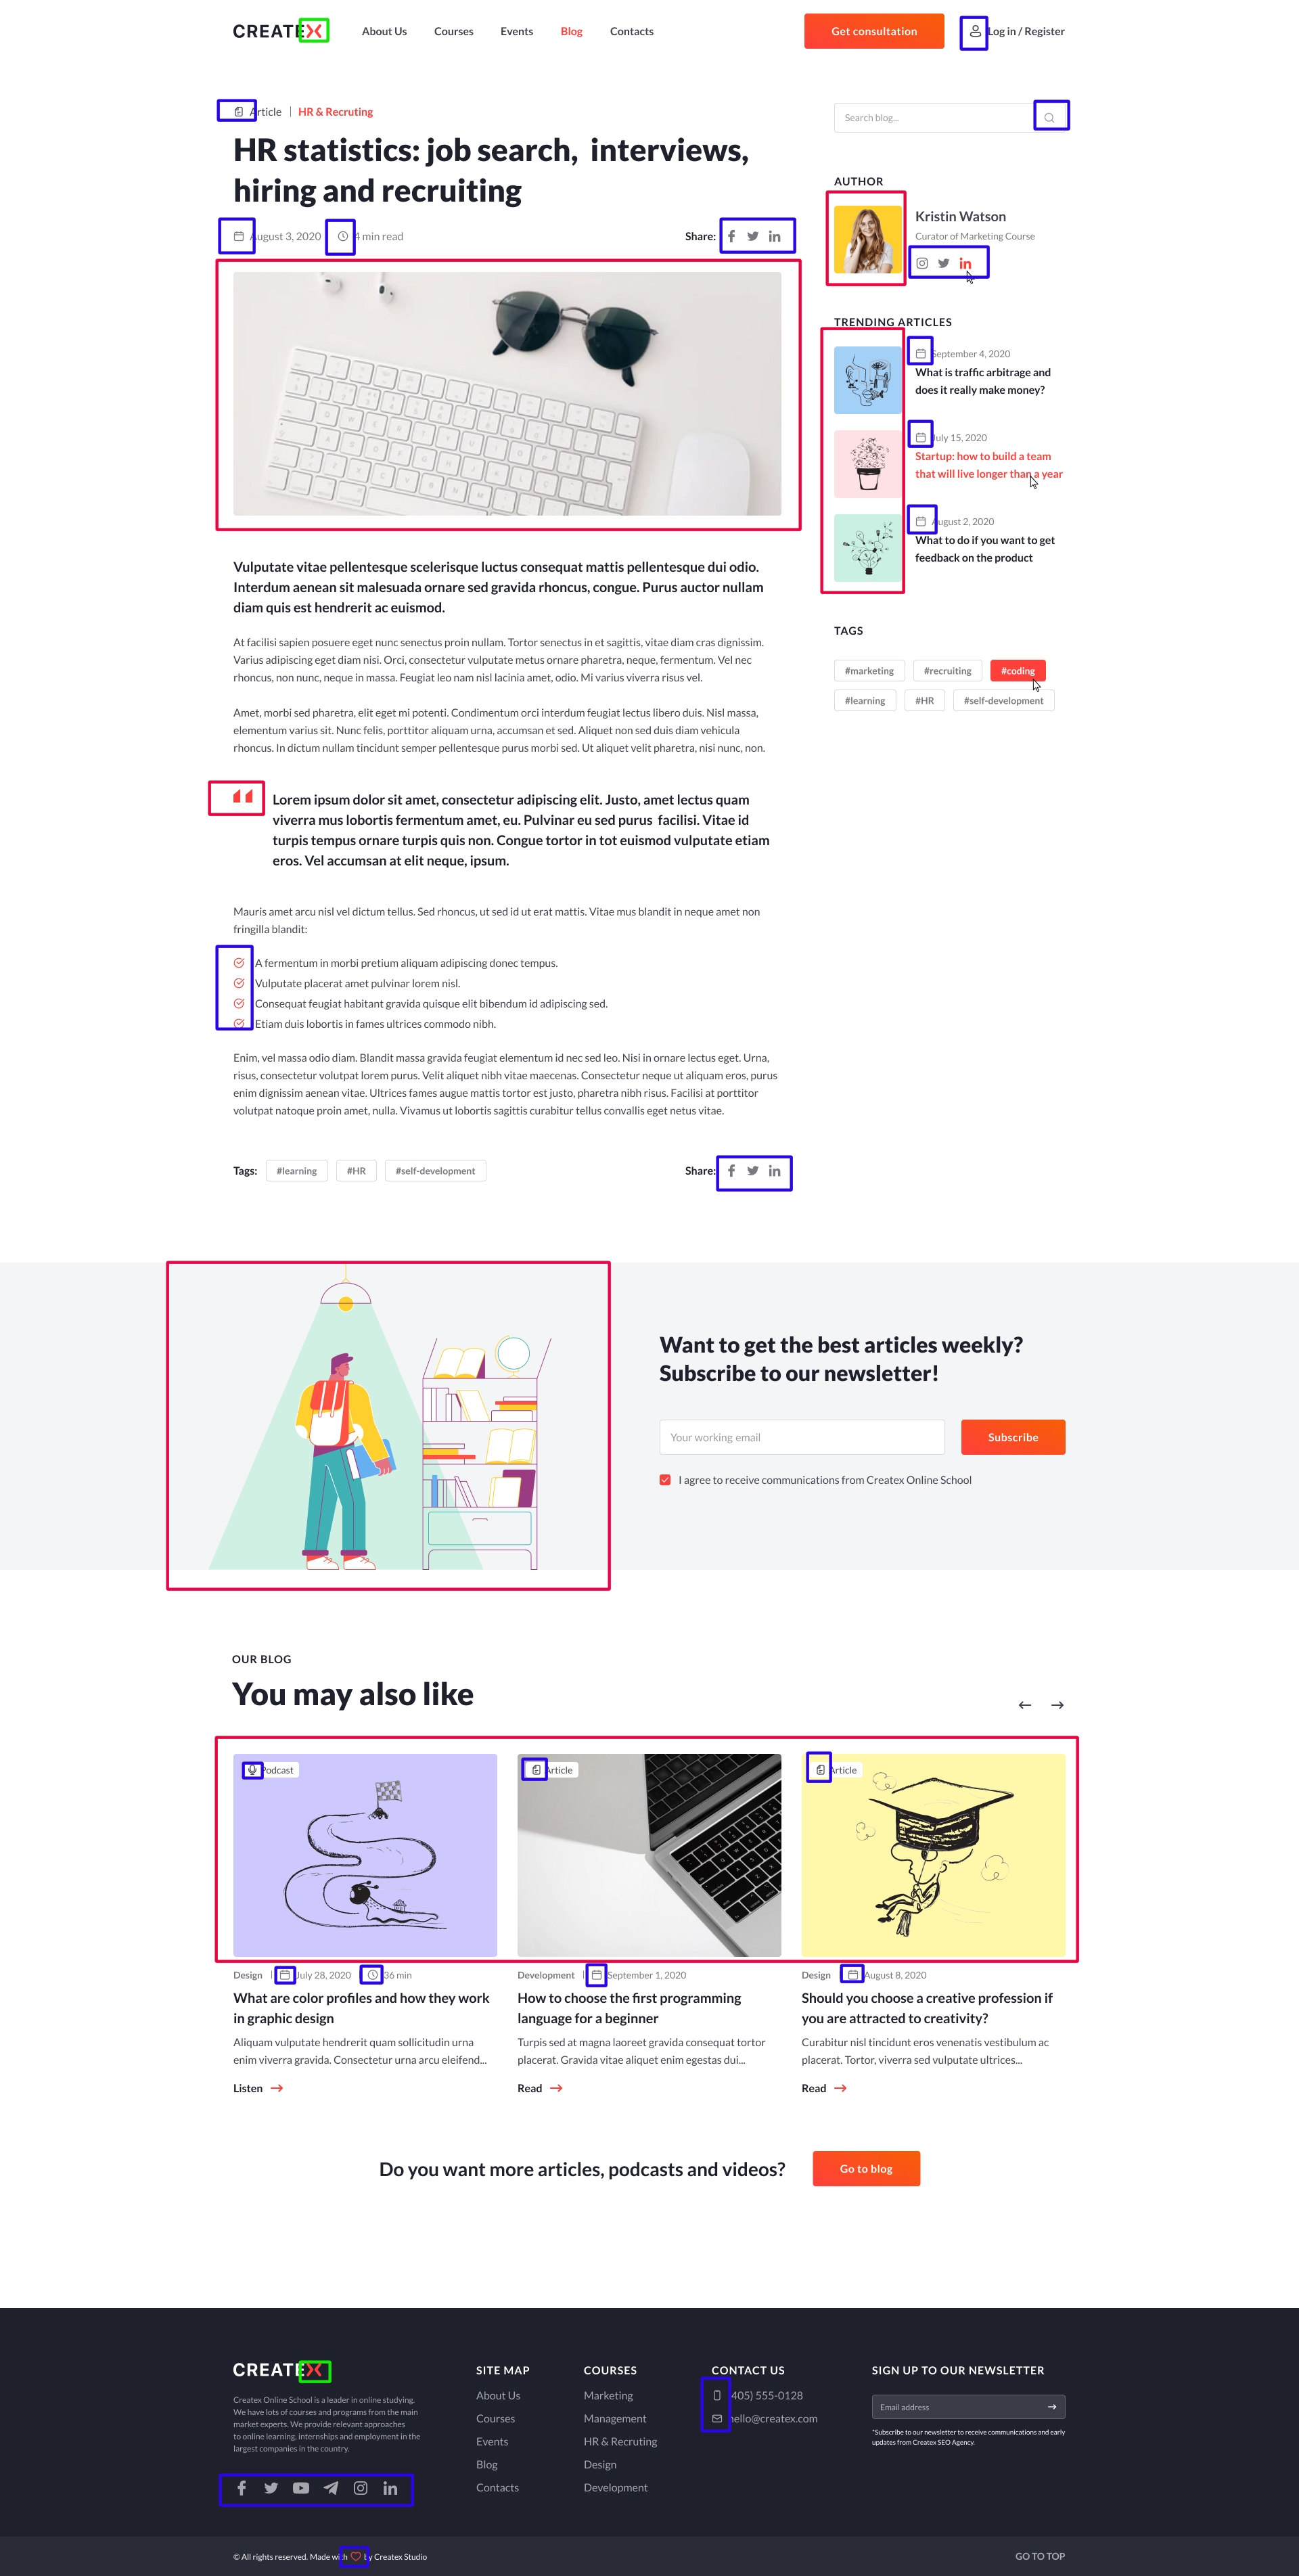 CREATEX
About Us
Courses
Events
Blog
Contacts
Get consultation
Log in / Register
Article | HR & Recruting
HR statistics: job search, interviews,
hiring and recruiting
August 3, 2020
4 min read
Share:
Search blog...
AUTHOR
Kristin Watson
Curator of Marketing Course
TRENDING ARTICLES
September 4, 2020
What is traffic arbitrage and
does it really make money?
July 15, 2020
Startup: how to build a team
that will live longer than a year
August 2, 2020
What to do if you want to get
feedback on the product
TAGS
#marketing
#recruiting
#coding
#learning
#HR
#self-development
Vulputate vitae pellentesque scelerisque luctus consequat mattis pellentesque dui odio.
Interdum aenean sit malesuada ornare sed gravida rhoncus, congue. Purus auctor nullam
diam quis est hendrerit ac euismod.
At facilisi sapien posuere eget nunc senectus proin nullam. Tortor senectus in et sagittis, vitae diam cras dignissim.
Varius adipiscing eget diam nisi. Orci, consectetur vulputate metus ornare pharetra, neque, fermentum. Vel nec
rhoncus, non nunc, neque in massa. Feugiat leo nam nisl lacinia amet, odio. Mi varius viverra risus vel.
Amet, morbi sed pharetra, elit eget mi potenti. Condimentum orci interdum feugiat lectus libero duis. Nisl massa,
elementum varius sit. Nunc felis, porttitor aliquam urna, accumsan et sed. Aliquet non sed duis diam vehicula
rhoncus. In dictum nullam tincidunt semper pellentesque purus morbi sed. Ut aliquet velit pharetra, nisi nunc, non.
Lorem ipsum dolor sit amet, consectetur adipiscing elit. Justo, amet lectus quam
viverra mus lobortis fermentum amet, eu. Pulvinar eu sed purus facilisi. Vitae id
turpis tempus ornare turpis quis non. Congue tortor in tot euismod vulputate etiam
eros. Vel accumsan at elit neque, ipsum.
Mauris amet arcu nisl vel dictum tellus. Sed rhoncus, ut sed id ut erat mattis. Vitae mus blandit in neque amet non
fringilla blandit:
A fermentum in morbi pretium aliquam adipiscing donec tempus.
Vulputate placerat amet pulvinar lorem nisl.
Consequat feugiat habitant gravida quisque elit bibendum id adipiscing sed.
Etiam duis lobortis in fames ultrices commodo nibh.
Enim, vel massa odio diam. Blandit massa gravida feugiat elementum id nec sed leo. Nisi in ornare lectus eget. Urna,
risus, consectetur volutpat lorem purus. Velit aliquet nibh vitae maecenas. Consectetur neque ut aliquam eros, purus
enim dignissim aenean vitae. Ultrices fames augue mattis tortor est justo, pharetra nibh risus. Facilisi at porttitor
volutpat natoque proin amet, nulla. Vivamus ut lobortis sagittis curabitur tellus convallis eget netus vitae.
Tags:
#learning
#HR
#self-development
Share:
Want to get the best articles weekly?
Subscribe to our newsletter!
Your working email
Subscribe
I agree to receive communications from Createx Online School
OUR BLOG
You may also like
Podcast
Article
Article
Design | July 28, 2020 | 36 min
What are color profiles and how they work
in graphic design
Aliquam vulputate hendrerit quam sollicitudin urna
enim viverra gravida. Consectetur urna arcu eleifend...
Listen
Development | September 1, 2020
How to choose the first programming
language for a beginner
Turpis sed at magna laoreet gravida consequat tortor
placerat. Gravida vitae aliquet enim egestas dui...
Read
Design | August 8, 2020
Should you choose a creative profession if
you are attracted to creativity?
Curabitur nisl tincidunt eros venenatis vestibulum ac
placerat. Tortor, viverra sed vulputate ultrices...
Read
Do you want more articles, podcasts and videos?
Go to blog
CREATEX
Createx Online School is a leader in online studying.
We have lots of courses and programs from the main
market experts. We provide relevant approaches
to online learning, internships and employment in the
largest companies in the country.
SITE MAP
About Us
Courses
Events
Blog
Contacts
COURSES
Marketing
Management
HR & Recruting
Design
Development
CONTACT US
(405) 555-0128
hello@createx.com
SIGN UP TO OUR NEWSLETTER
Email address
*Subscribe to our newsletter to receive communications and early
updates from Createx SEO Agency.
© All rights reserved. Made with by Createx Studio
GO TO TOP